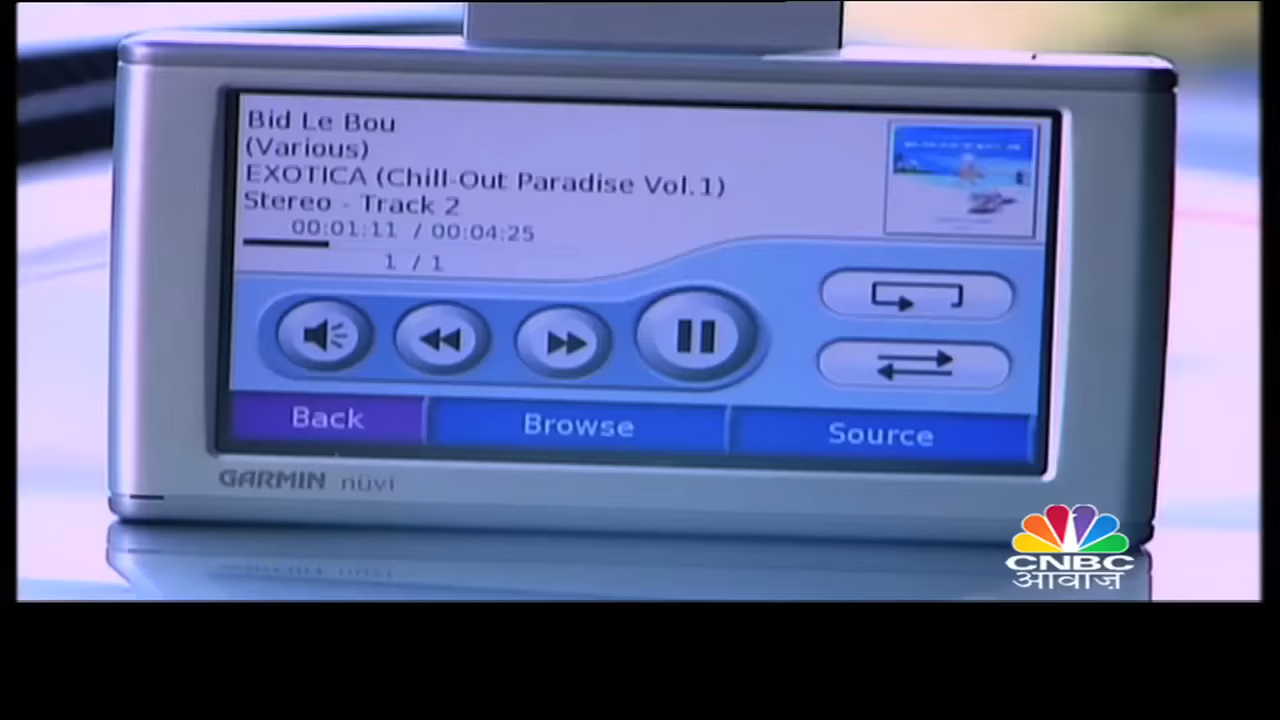 Bid Le Bou
(Various)
EXOTICA (Chill-Out Paradise Vol.1)
Stereo - Track 2
00:01:11 / 00:04:25
1 / 1
Back
Browse
Source
GARMIN nüvi
CNBC
आवाज़